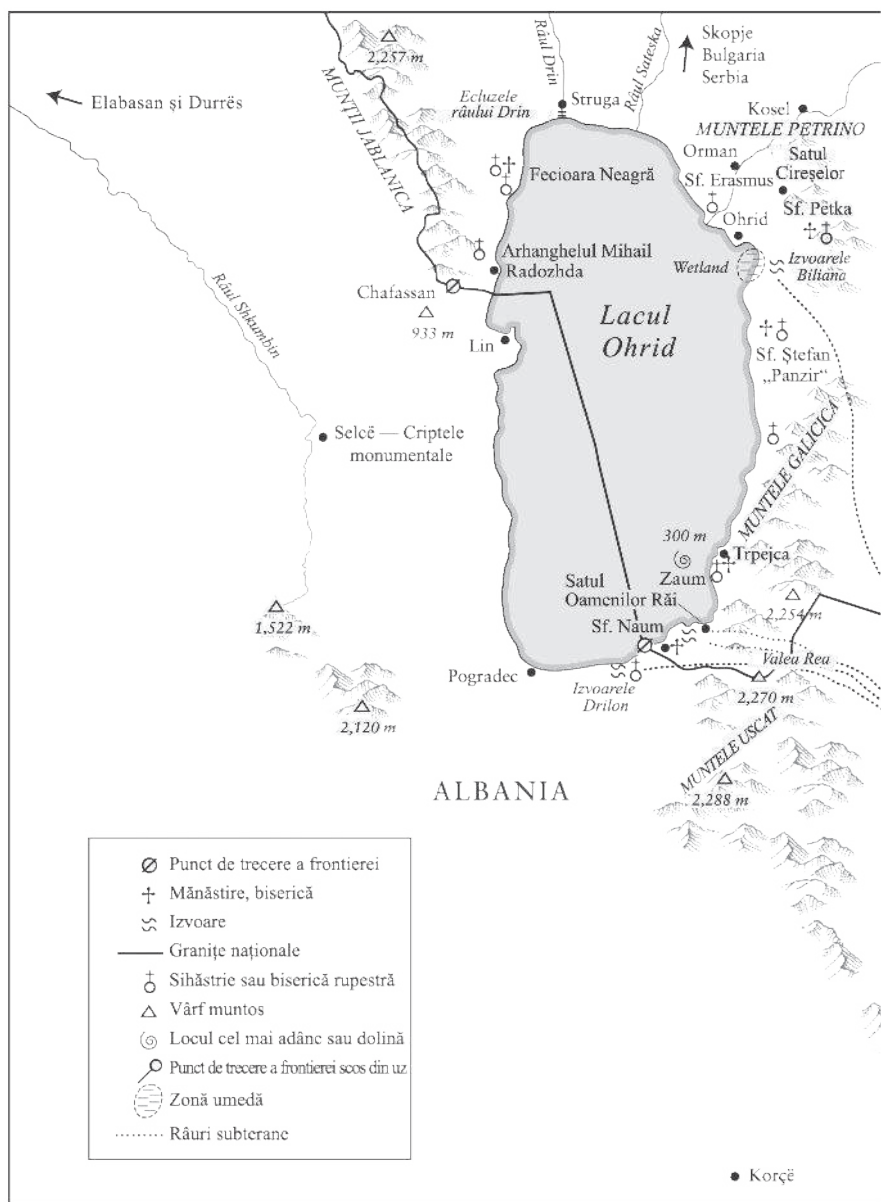 2,257 m
Râul Drin
Râul Sateska
Skopje
Bulgaria
Serbia
Elabasan și Durrës
MUNȚII JABLANICA
Ecluzele
râului Drin
Struga
Kosel
MUNTELE PETRINO
Orman
Satul
Cireșelor
Sf. Erasmus
Sf. Petka
Fecioara Neagră
Ohrid
Izvoarele
Biliana
Wetland
Arhanghelul Mihail
Radozhda
Chafassan
933 m
Lin
Lacul
Ohrid
Sf. Ștefan
„Panzir“
Râul Shkumbin
Selcë — Criptele
monumentale
MUNTELE GALICICA
300 m
Trpejca
Zaum
Satul
Oamenilor Răi
Sf. Naum
2,254 m
1,522 m
Valea Rea
Pogradec
Izvoarele
Drilon
2,270 m
2,120 m
MUNTELE USCAT
2,288 m
ALBANIA
Punct de trecere a frontierei
Mănăstire, biserică
Izvoare
Granițe naționale
Sihăstrie sau biserică rupestră
Vârf muntos
Locul cel mai adânc sau dolină
Punct de trecere a frontierei scos din uz
Zonă umedă
Râuri subterane
Korçë